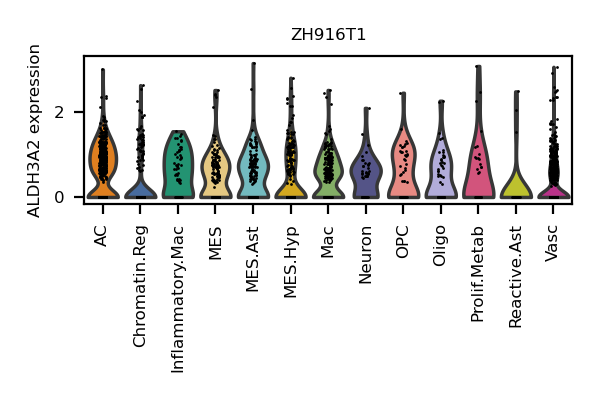 ZH916T1
ALDH3A2 expression
2
0
AC
Chromatin.Reg
Inflammatory.Mac
MES
MES.Ast
MES.Hyp
Mac
Neuron
OPC
Oligo
Prolif.Metab
Reactive.Ast
Vasc